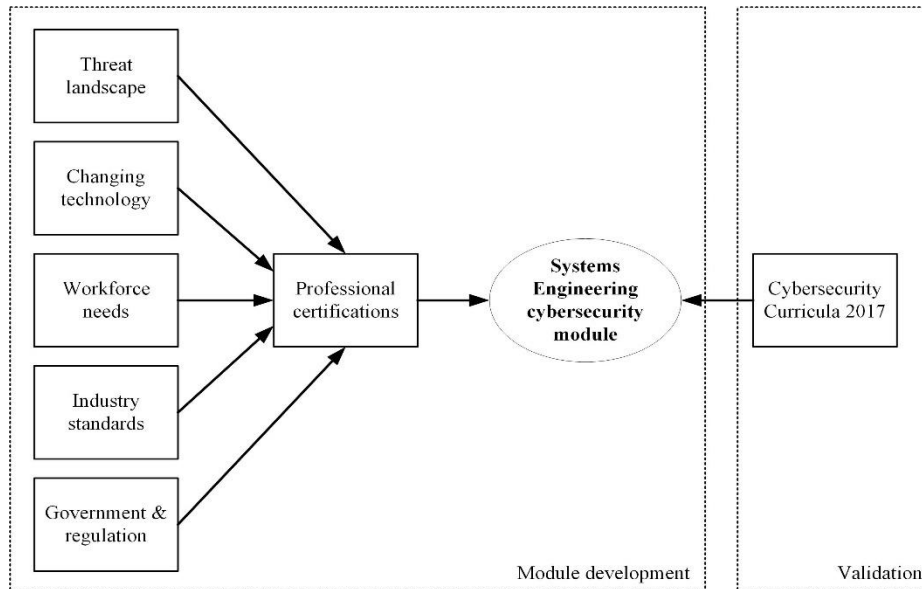 Threat
landscape
Changing
technology
Workforce
needs
Industry
standards
Government &
regulation
Professional
certifications
Systems
Engineering
cybersecurity
module
Cybersecurity
Curricula 2017
Module development
Validation